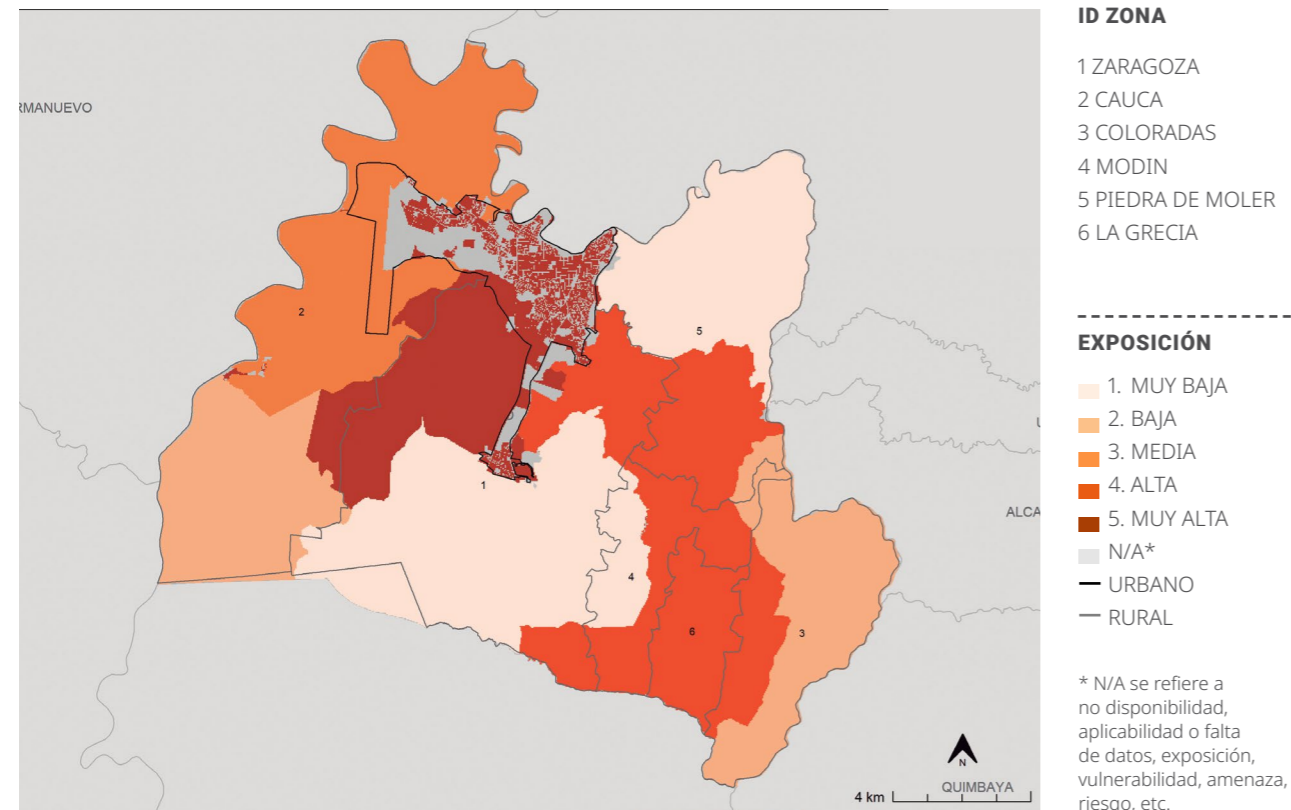 RMANUEVO
2
5
1
4
6
3
ALCA
N
QUIMBAYA
4 km
ID ZONA
1 ZARAGOZA
2 CAUCA
3 COLORADAS
4 MODIN
5 PIEDRA DE MOLER
6 LA GRECIA
EXPOSICIÓN
1. MUY BAJA
2. BAJA
3. MEDIA
4. ALTA
5. MUY ALTA
N/A*
URBANO
RURAL
* N/A se refiere a
no disponibilidad,
aplicabilidad o falta
de datos, exposición,
vulnerabilidad, amenaza,
riesgo, etc.